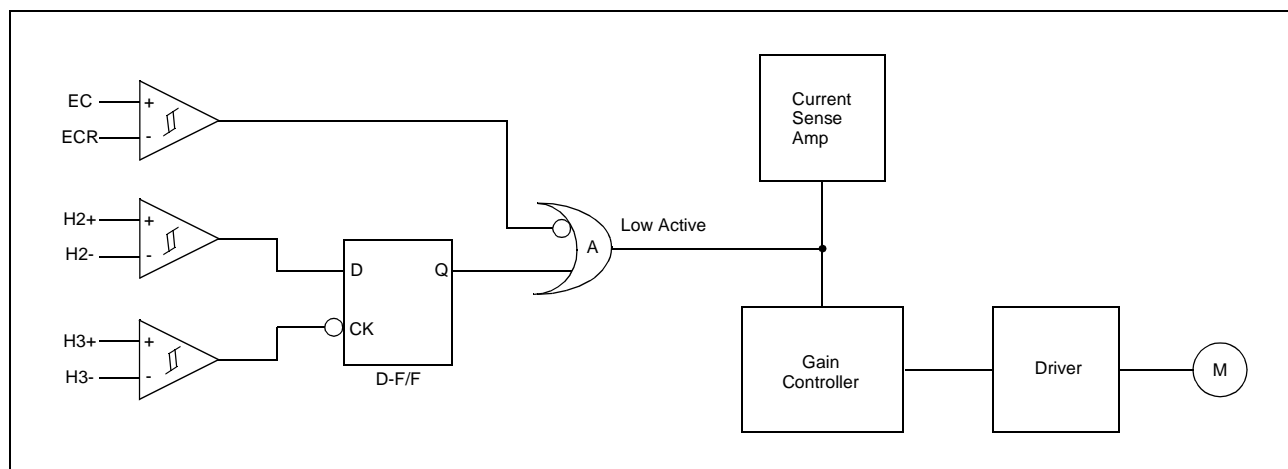 EC
+
ECR
-
H2+
+
H2-
-
H3+
+
H3-
-
D
Q
CK
D-F/F
A
Low Active
Current
Sense
Amp
Gain
Controller
Driver
M